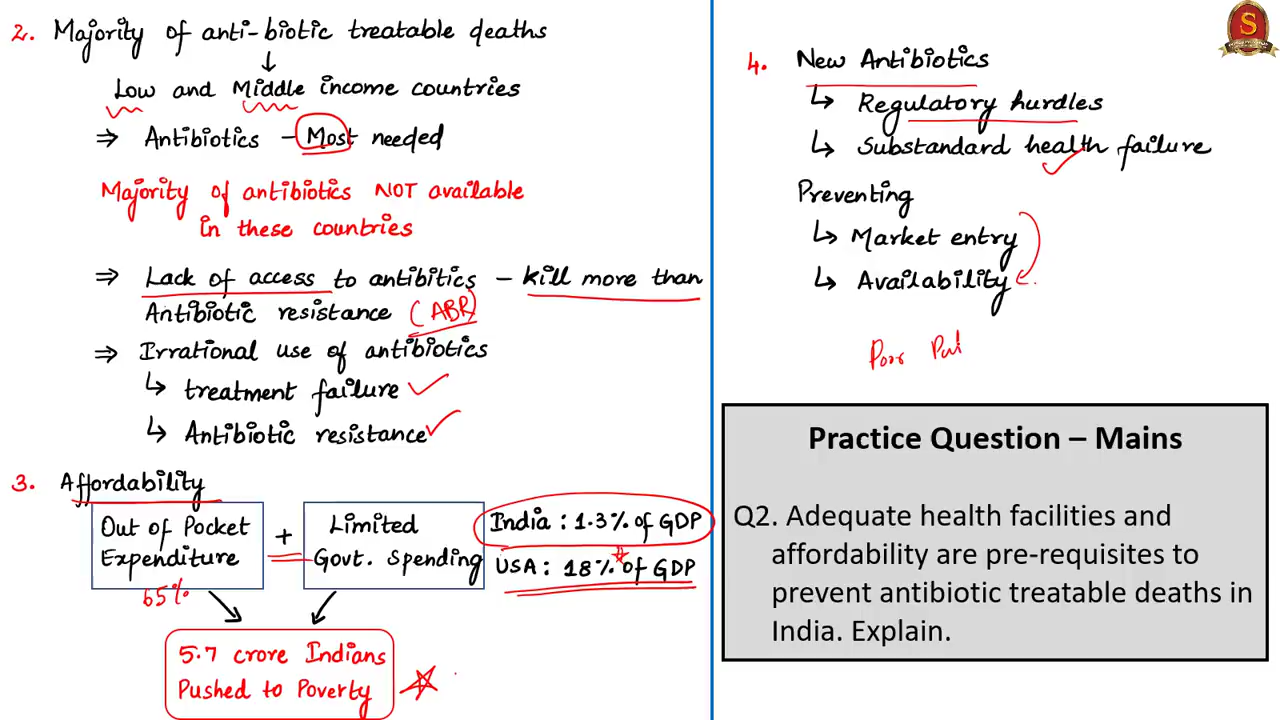 2. Majority of anti-biotic treatable deaths
↓
Low and Middle income countries
⇒ Antibiotics - Most needed
Majority of antibiotics NOT available
in these countries
⇒ Lack of access to antibitics - kill more than
Antibiotic resistance (ABR)
⇒ Irrational use of antibiotics
↳ treatment failure ✓
↳ Antibiotic resistance ✓
3. Affordability
Out of Pocket
Expenditure
65%
+
Limited
Govt. Spending
India : 1.3% of GDP
USA : 18% of GDP
5.7 crore Indians
Pushed to Poverty
4. New Antibiotics
↳ Regulatory hurdles
↳ Substandard health failure
Preventing
↳ Market entry
↳ Availability
Poor
Practice Question – Mains
Q2. Adequate health facilities and
affordability are pre-requisites to
prevent antibiotic treatable deaths in
India. Explain.
S